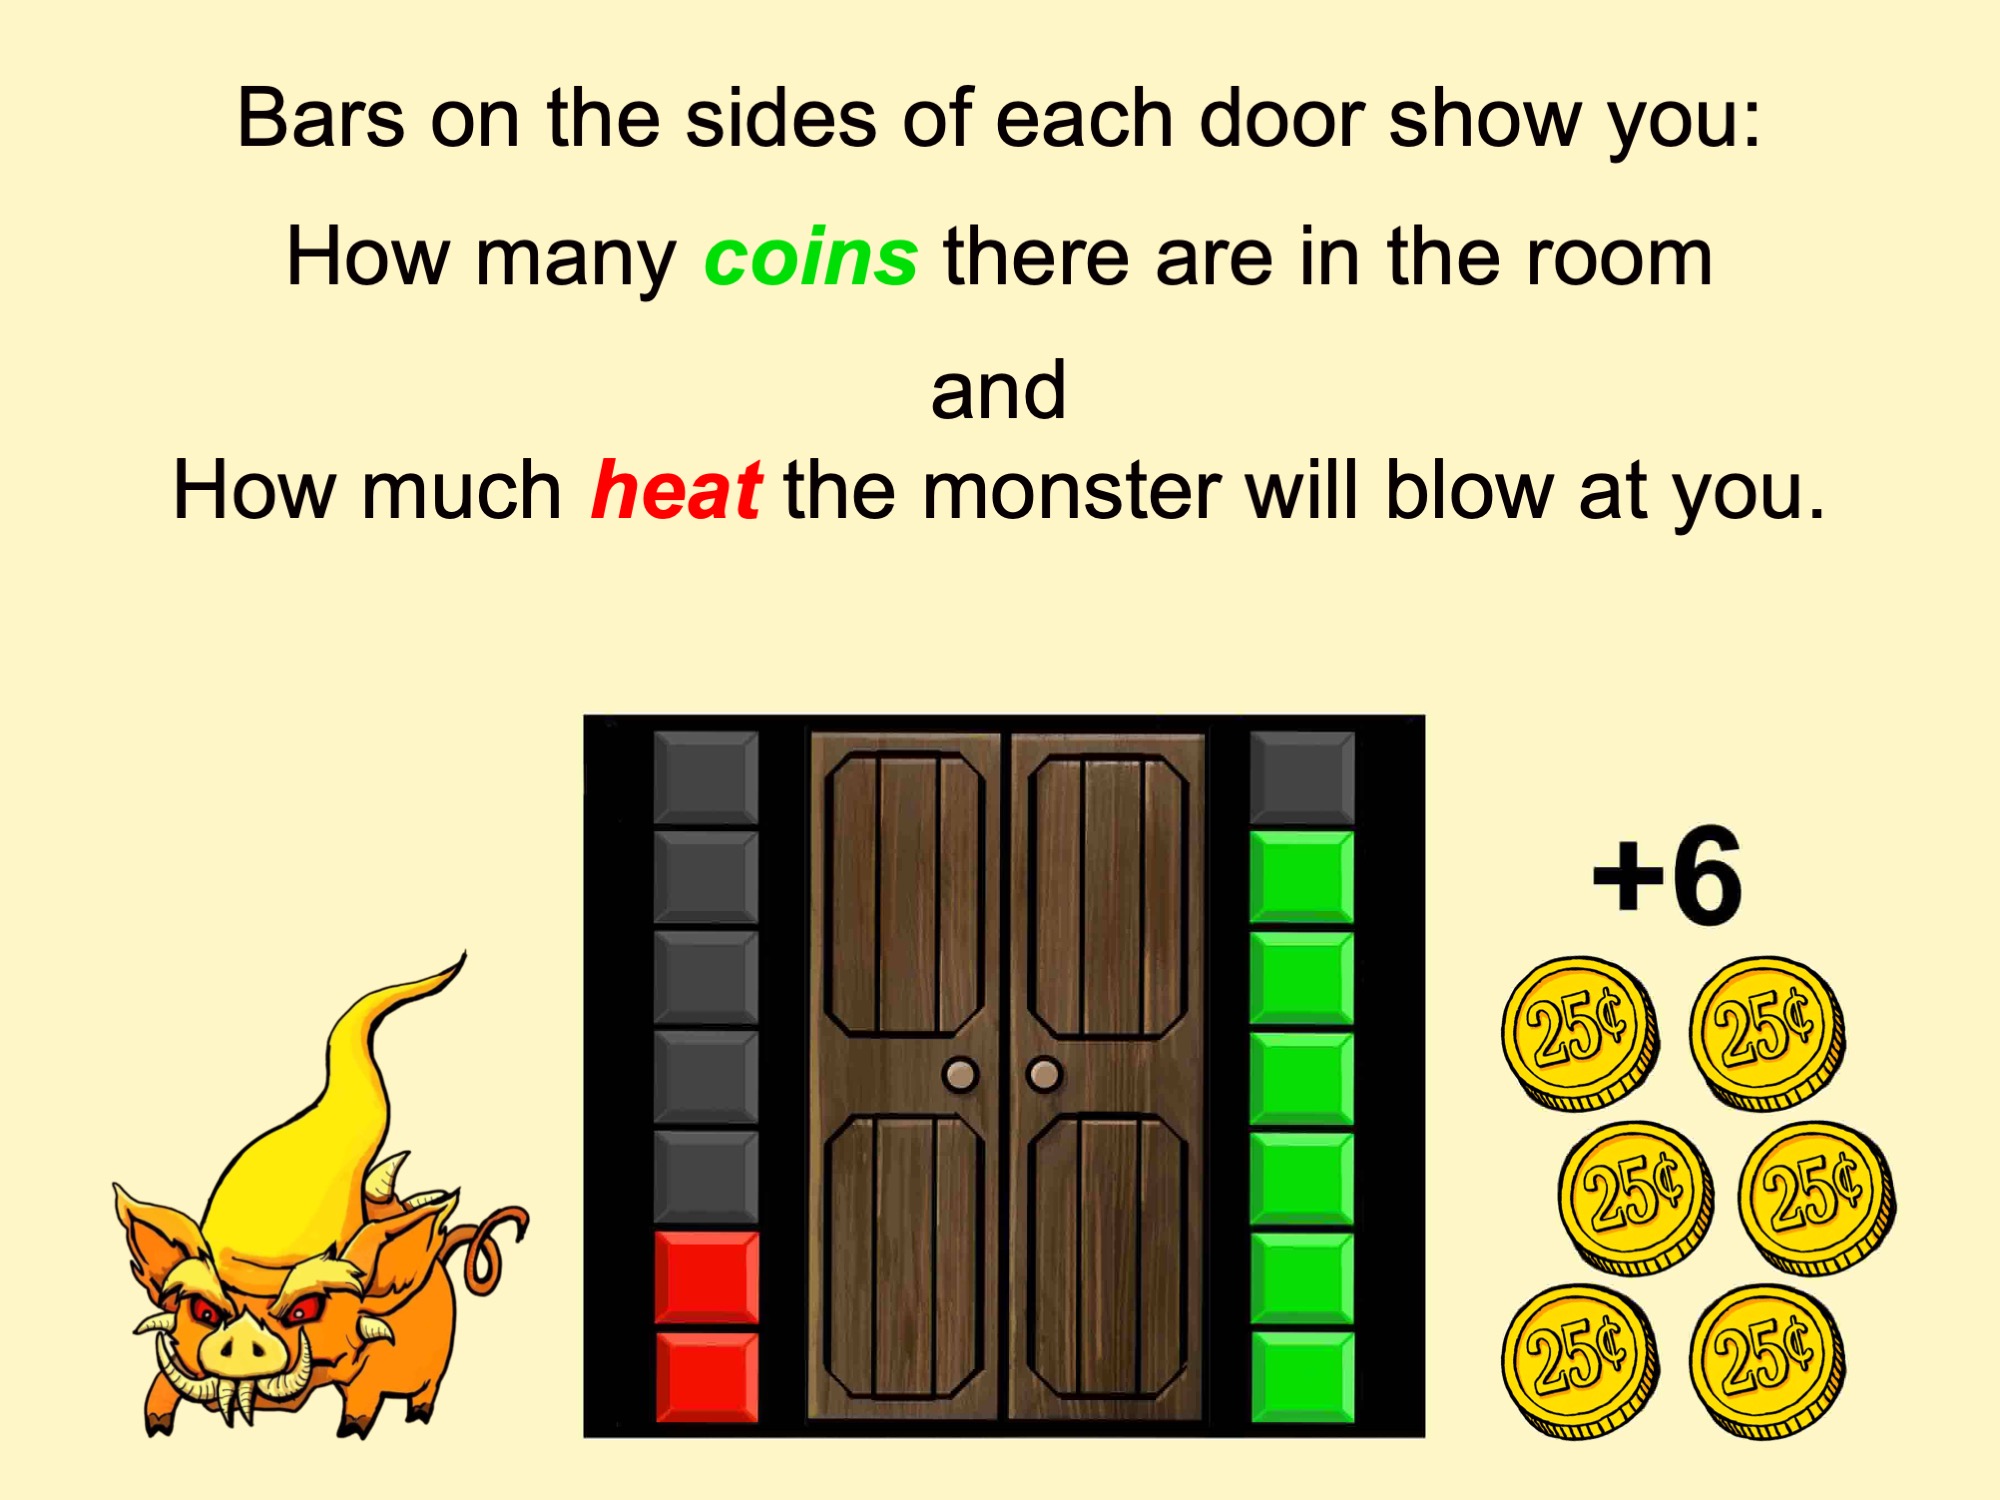 Bars on the sides of each door show you:
How many coins there are in the room
and
How much heat the monster will blow at you.
+6
25¢ 25¢
25¢ 25¢
25¢ 25¢